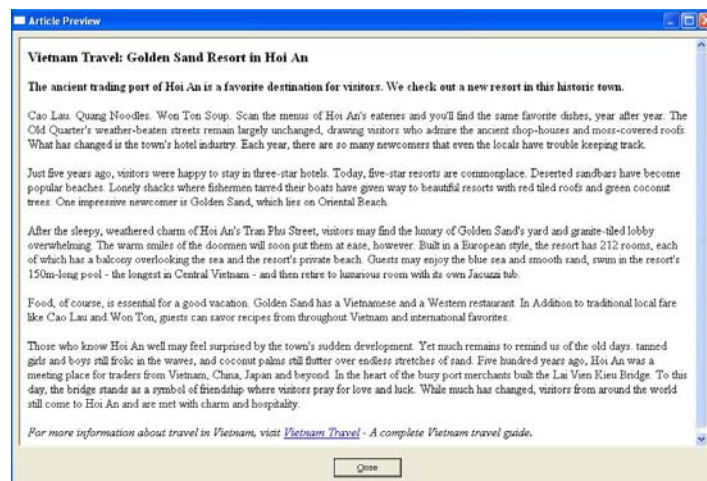 Article Preview
Vietnam Travel: Golden Sand Resort in Hoi An
The ancient trading port of Hoi An is a favorite destination for visitors. We check out a new resort in this historic town.
Cao Lau. Quang Noodles. Won Ton Soup. Scan the menus of Hoi An's eateries and you'll find the same favorite dishes, year after year. The
Old Quarter's weather-beaten streets remain largely unchanged, drawing visitors who admire the ancient shop-houses and moss-covered roofs.
What has changed is the town's hotel industry. Each year, there are so many newcomers that even the locals have trouble keeping track.
Just five years ago, visitors were happy to stay in three-star hotels. Today, five-star resorts are commonplace. Deserted sandbars have become
popular beaches. Lonely shacks where fishermen tarred their boats have given way to beautiful resorts with red tiled roofs and green coconut
trees. One impressive newcomer is Golden Sand, which lies on Oriental Beach.
After the sleepy, weathered charm of Hoi An's Tran Phu Street, visitors may find the luxury of Golden Sand's yard and granite-tiled lobby
overwhelming. The warm smiles of the doormen will soon put them at ease, however. Built in a European style, the resort has 212 rooms, each
of which has a balcony overlooking the sea and the resort's private beach. Guests may enjoy the blue sea and smooth sand, swim in the resort's
150m-long pool - the longest in Central Vietnam - and then retire to luxurious room with its own Jacuzzi tub.
Food, of course, is essential for a good vacation. Golden Sand has a Vietnamese and a Western restaurant. In Addition to traditional local fare
like Cao Lau and Won Ton, guests can savor recipes from throughout Vietnam and international favorites.
Those who know Hoi An well may feel surprised by the town's sudden development. Yet much remains to remind us of the old days. tanned
girls and boys still frolic in the waves, and coconut palms still flutter over endless stretches of sand. Five hundred years ago, Hoi An was a
meeting place for traders from Vietnam, China, Japan and beyond. In the heart of the busy port merchants built the Lai Vien Kieu Bridge. To this
day, the bridge stands as a symbol of friendship where visitors pray for love and luck. While much has changed, visitors from around the world
still come to Hoi An and are met with charm and hospitality.
For more information about travel in Vietnam, visit Vietnam Travel - A complete Vietnam travel guide.
Close